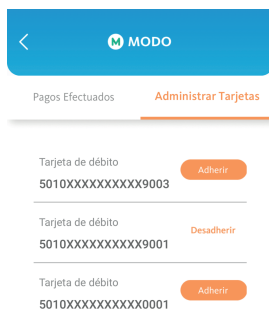 MODO
Pagos Efectuados Administrar Tarjetas
Tarjeta de débito
Adherir
5010XXXXXXXXXX9003
Tarjeta de débito
Desadherir
5010XXXXXXXXXX9001
Tarjeta de débito
Adherir
5010XXXXXXXXXX0001